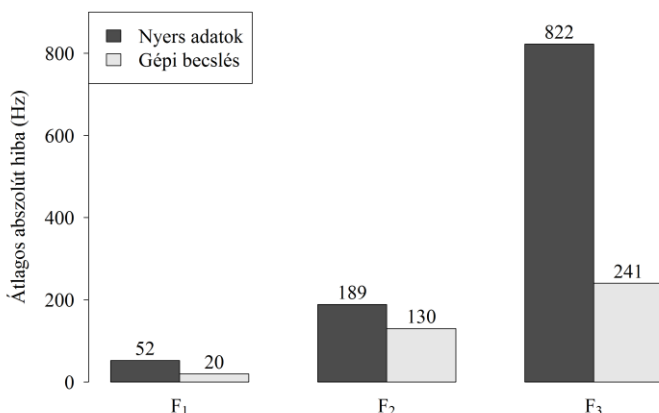 Nyers adatok
Gépi becslés
Átlagos abszolút hiba (Hz)
800
600
400
200
0
822
241
189
130
52
20
F₁
F₂
F₃